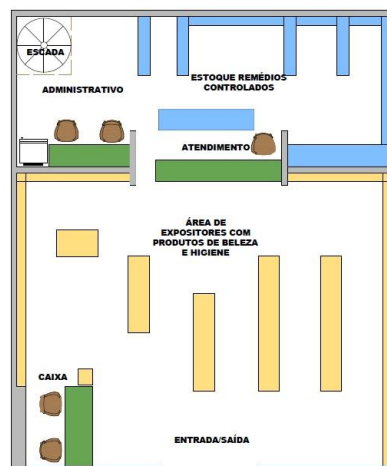 ESCADA
ADMINISTRATIVO
ESTOQUE REMÉDIOS
CONTROLADOS
ATENDIMENTO
ÁREA DE
EXPOSITORES COM
PRODUTOS DE BELEZA
E HIGIENE
CAIXA
ENTRADA/SAÍDA